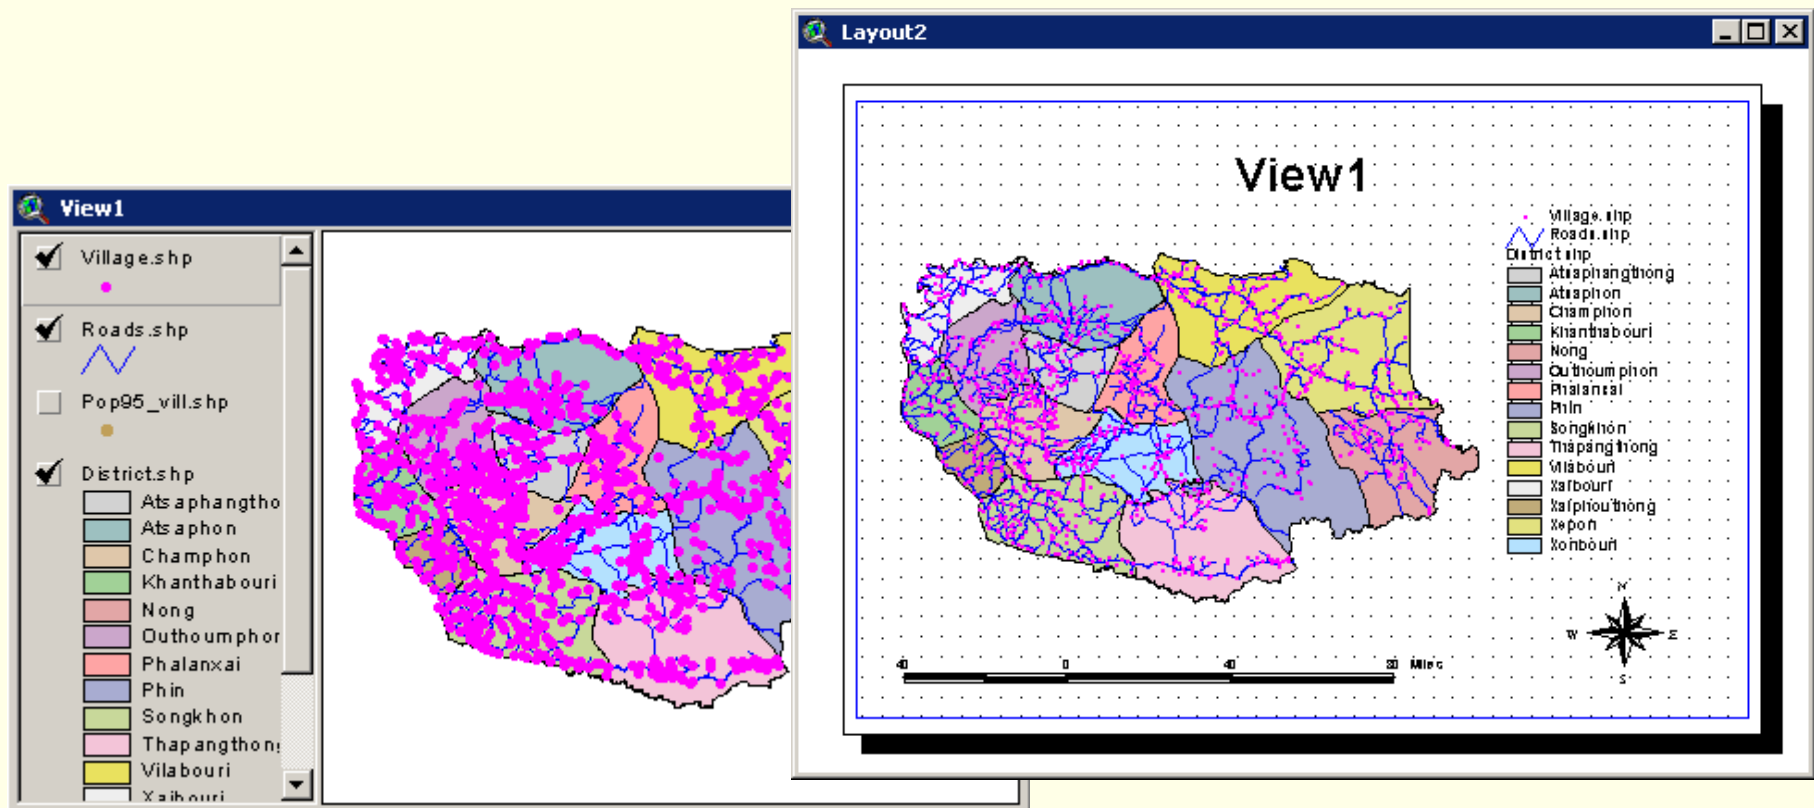 View1
Village.shp
Roads.shp
Pop95_vill.shp
District.shp
Atsaphangtho
Atsaphon
Champhon
Khanthabouri
Nong
Outhoumphor
Phalanxai
Phin
Songkhon
Thapangthong
Vilabouri
Xaibouri
Layout2
View1
Village.shp
Roads.shp
District.shp
Atsaphangthong
Atsaphon
Champhon
Khanthabouri
Nong
Outhoumphon
Phalanxai
Phin
Songkhon
Thapangthong
Vilabouri
Xaibouri
Xaiphouthong
Xepon
Xonbouri
N
W E
S
40 0 40 80 Miles